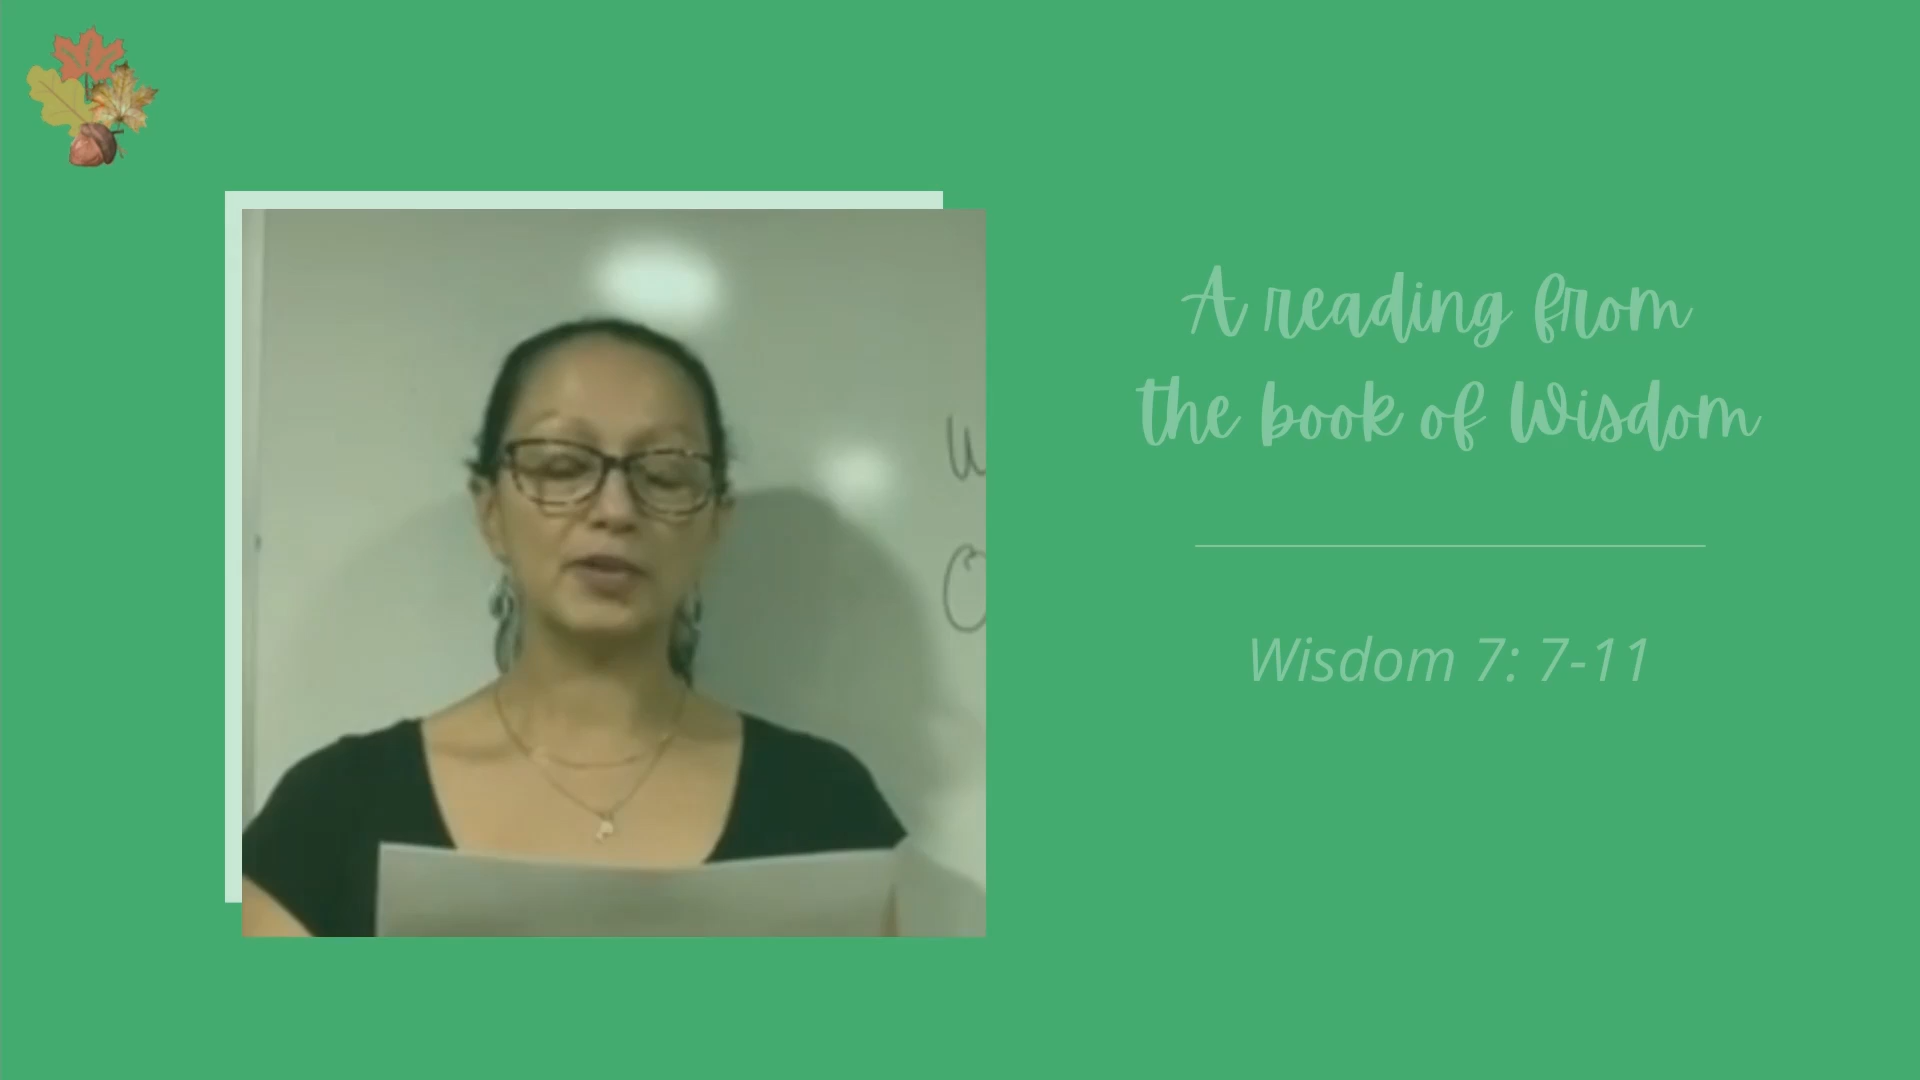 A reading from
the book of Wisdom
Wisdom 7: 7-11